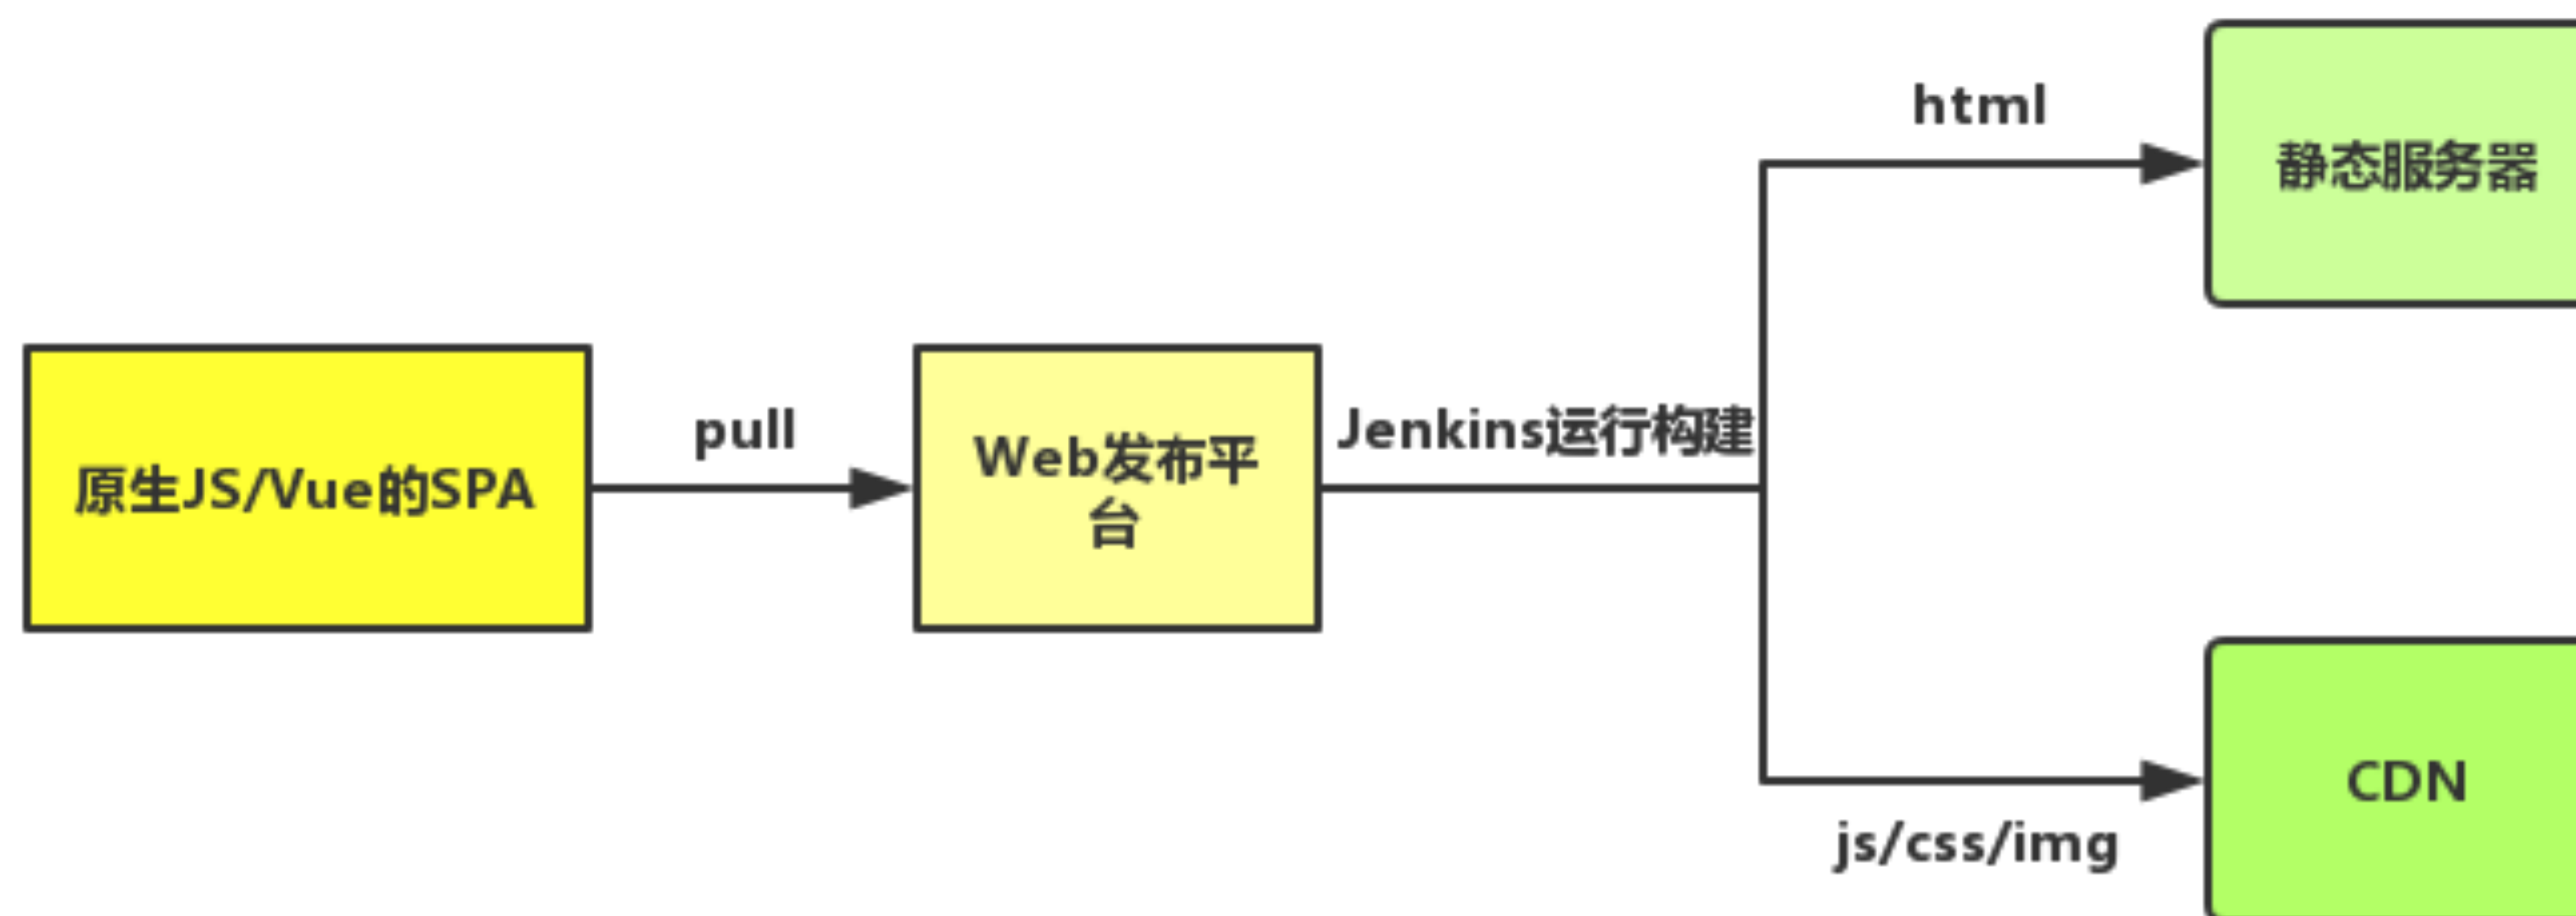 html
静态服务器
pull
Jenkins运行构建
原生JS/Vue的SPA
Web发布平
台
CDN
js/css/img